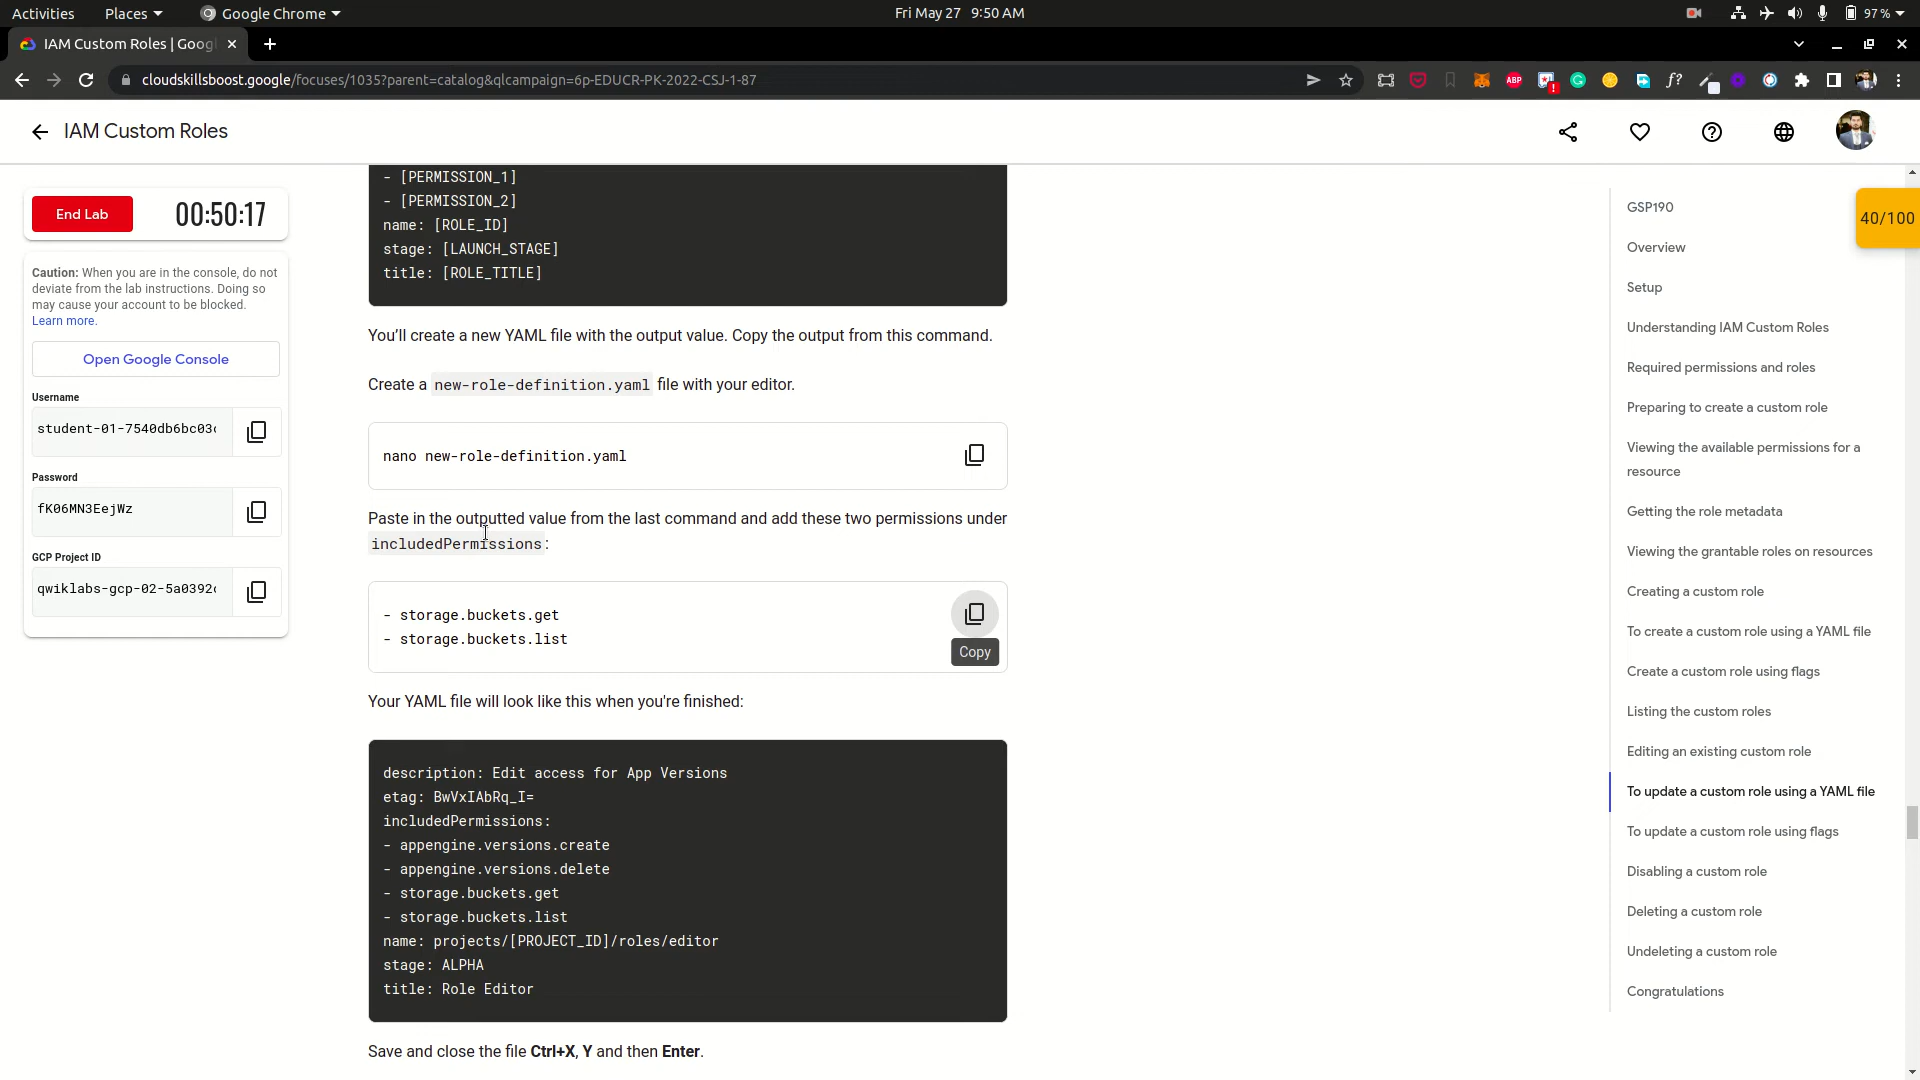 Activities Places Google Chrome Fri May 27 9:50 AM 97 %
IAM Custom Roles | Goog
cloudskillsboost.google/focuses/1035?parent=catalog&qlcampaign=6p-EDUCR-PK-2022-CSJ-1-87
ABP
f?
IAM Custom Roles
End Lab
00:50:17
Caution: When you are in the console, do not
deviate from the lab instructions. Doing so
may cause your account to be blocked.
Learn more.
Open Google Console
Username
student-01-7540db6bc03
Password
fK06MN3EejWz
GCP Project ID
qwiklabs-gcp-02-5a0392
- [PERMISSION_1]
- [PERMISSION_2]
name: [ROLE_ID]
stage: [LAUNCH_STAGE]
title: [ROLE_TITLE]
You’ll create a new YAML file with the output value. Copy the output from this command.
Create a new-role-definition.yaml file with your editor.
nano new-role-definition.yaml
Paste in the outputted value from the last command and add these two permissions under
includedPermissions:
- storage.buckets.get
- storage.buckets.list
Copy
Your YAML file will look like this when you're finished:
description: Edit access for App Versions
etag: BwVxIAbRq_I=
includedPermissions:
- appengine.versions.create
- appengine.versions.delete
- storage.buckets.get
- storage.buckets.list
name: projects/[PROJECT_ID]/roles/editor
stage: ALPHA
title: Role Editor
Save and close the file Ctrl+X, Y and then Enter.
GSP190
Overview
Setup
Understanding IAM Custom Roles
Required permissions and roles
Preparing to create a custom role
Viewing the available permissions for a
resource
Getting the role metadata
Viewing the grantable roles on resources
Creating a custom role
To create a custom role using a YAML file
Create a custom role using flags
Listing the custom roles
Editing an existing custom role
To update a custom role using a YAML file
To update a custom role using flags
Disabling a custom role
Deleting a custom role
Undeleting a custom role
Congratulations
40/100